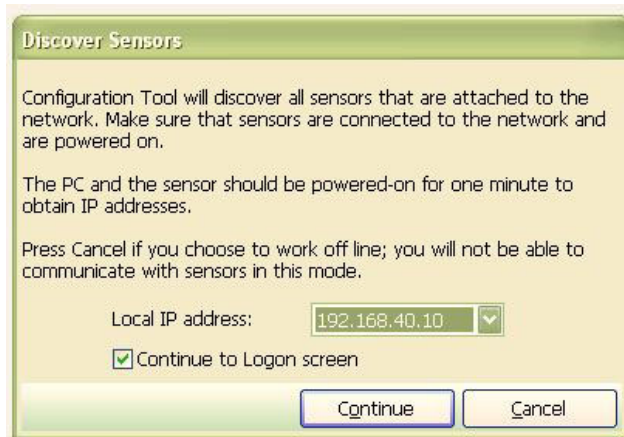 Discover Sensors
Configuration Tool will discover all sensors that are attached to the
network. Make sure that sensors are connected to the network and
are powered on.
The PC and the sensor should be powered-on for one minute to
obtain IP addresses.
Press Cancel if you choose to work off line; you will not be able to
communicate with sensors in this mode.
Local IP address: 192.168.40.10
Continue to Logon screen
Continue Cancel